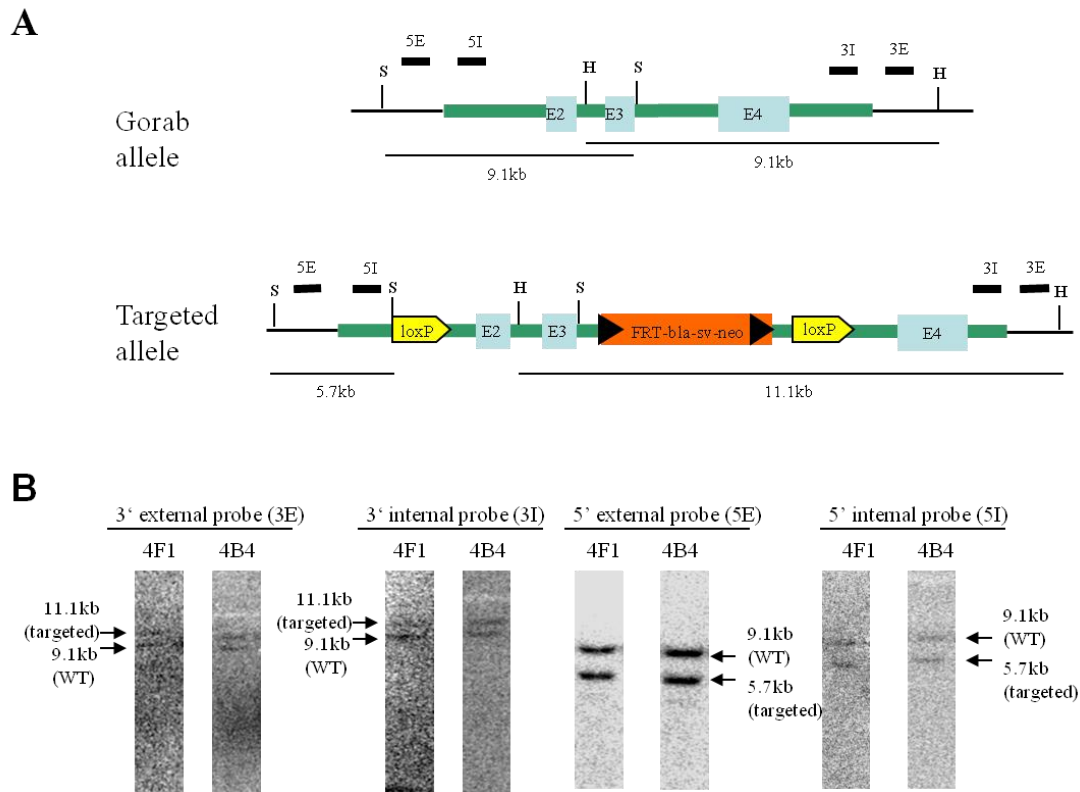 A
5E 5I 3I 3E
S H S H
Gorab
allele
E2 E3 E4
9.1kb 9.1kb
5E 5I 3I 3E
S S H S H
Targeted
allele
loxP E2 E3 FRT-bla-sv-neo loxP E4
5.7kb 11.1kb
B
3‘ external probe (3E) 3‘ internal probe (3I) 5’ external probe (5E) 5’ internal probe (5I)
4F1 4B4 4F1 4B4 4F1 4B4 4F1 4B4
11.1kb
(targeted)
9.1kb
(WT)
11.1kb
(targeted)
9.1kb
(WT)
9.1kb
(WT)
5.7kb
(targeted)
9.1kb
(WT)
5.7kb
(targeted)